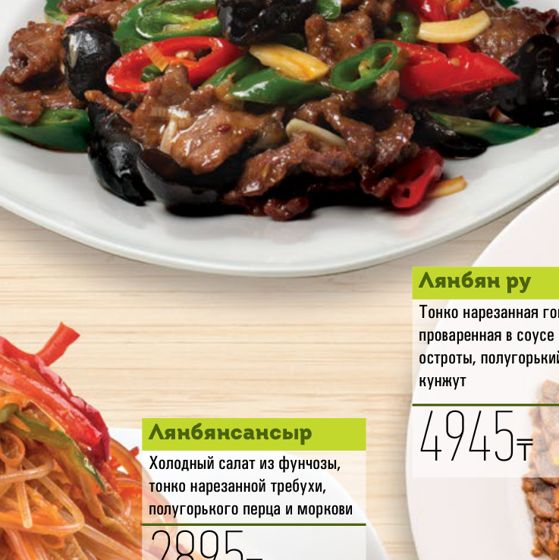 Лянбян ру
Тонко нарезанная
проваренная в соусе
остроты, полугорький
кунжут
4945₸
Лянбянсансыр
Холодный салат из фунчозы,
тонко нарезанной требухи,
полугорького перца и моркови
2895